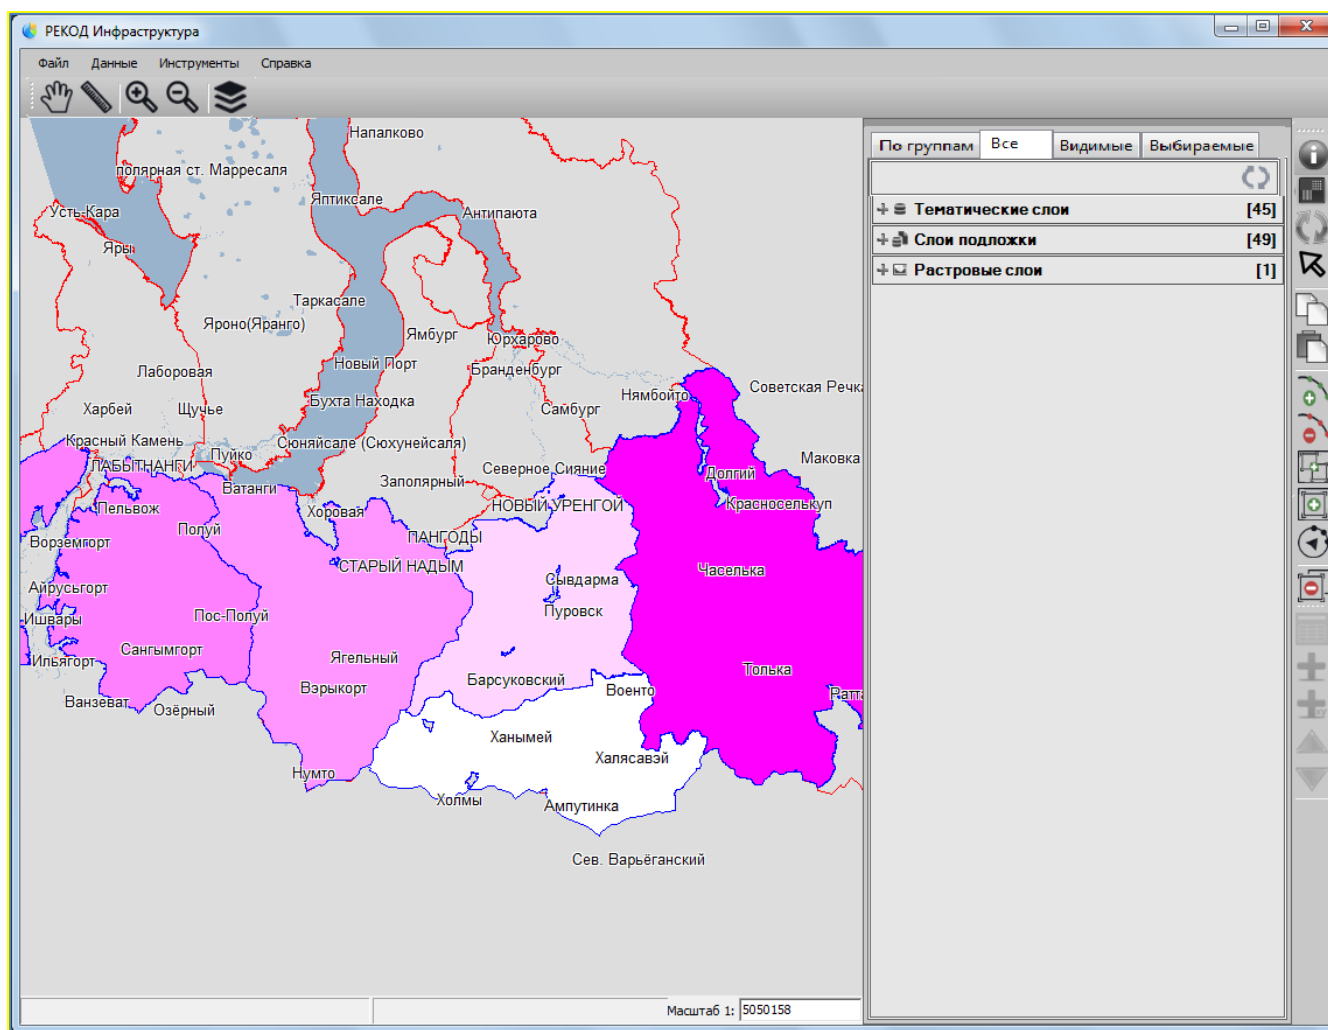 РЕКОД Инфраструктура
Файл Данные Инструменты Справка
По группам Все Видимые Выбираемые
Тематические слои [45]
Слои подложки [49]
Растровые слои [1]
Напалково
полярная ст. Марресаля
Яптиксале
Усть-Кара
Антипаюта
Яры
Таркасале
Яроно(Яранго)
Ямбург
Юрхарово
Новый Порт
Лаборовая
Бранденбург
Советская Речка
Нямбойто
Бухта Находка
Харбей
Щучье
Самбург
Красный Камень
Сюняйсале (Сюхунейсаля)
Пуйко
Маковка
ЛАБЫТНАНГИ
Северное Сияние
Долгий
Заполярный
Ватанги
Пельвож
Хоровая
НОВЫЙ УРЕНГОЙ
Красноселькуп
Полуй
ПАНГОДЫ
Ворземгорт
СТАРЫЙ НАДЫМ
Часелька
Сывдарма
Айрусьгорт
Пуровск
Ишвары
Пос-Полуй
Сангымгорт
Ягельный
Ильягорт
Толька
Барсуковский
Вэрыкорт
Военто
Ратта
Ванзеват
Озёрный
Ханымей
Халясавэй
Нумто
Холмы
Ампутинка
Сев. Варьёганский
Масштаб 1: 5050158